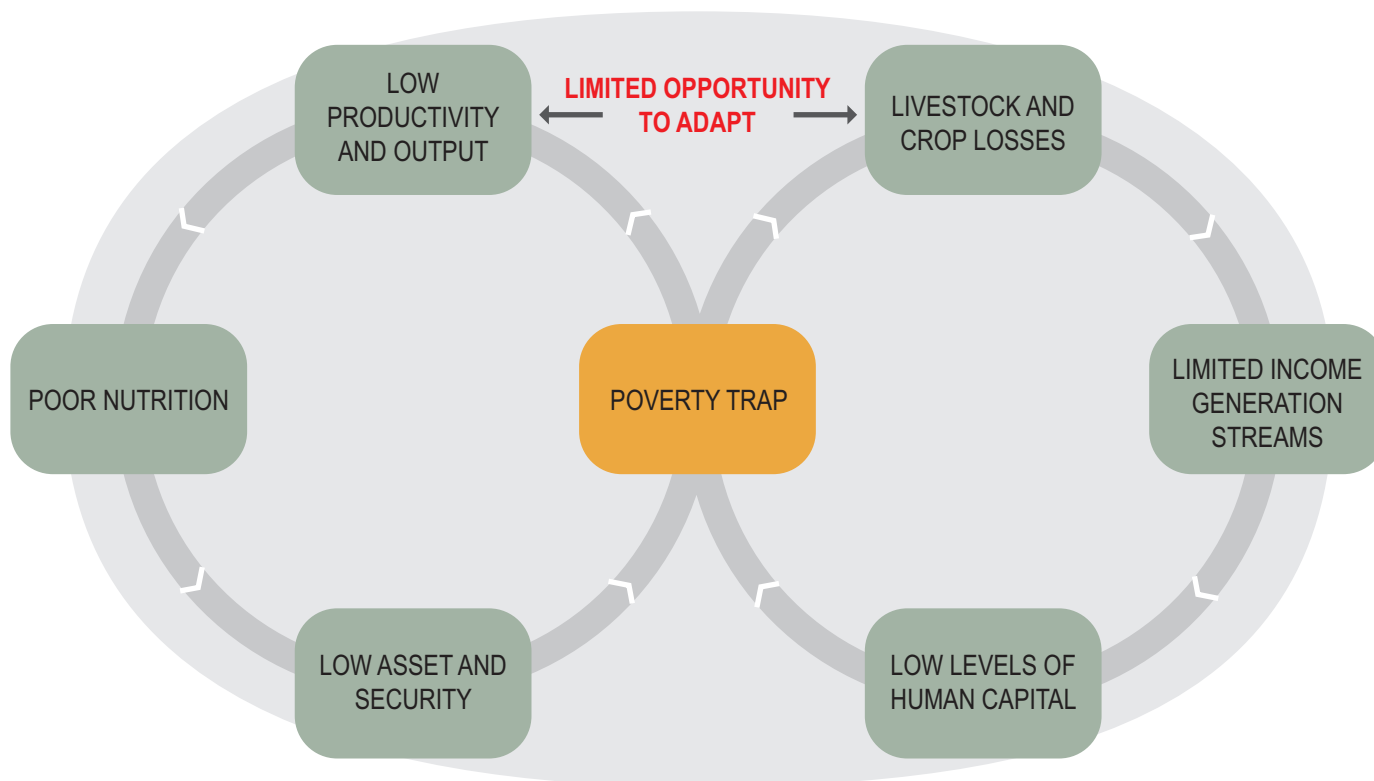 LOW
PRODUCTIVITY
AND OUTPUT
LIMITED OPPORTUNITY
TO ADAPT
LIVESTOCK AND
CROP LOSSES
POOR NUTRITION
POVERTY TRAP
LIMITED INCOME
GENERATION
STREAMS
LOW ASSET AND
SECURITY
LOW LEVELS OF
HUMAN CAPITAL